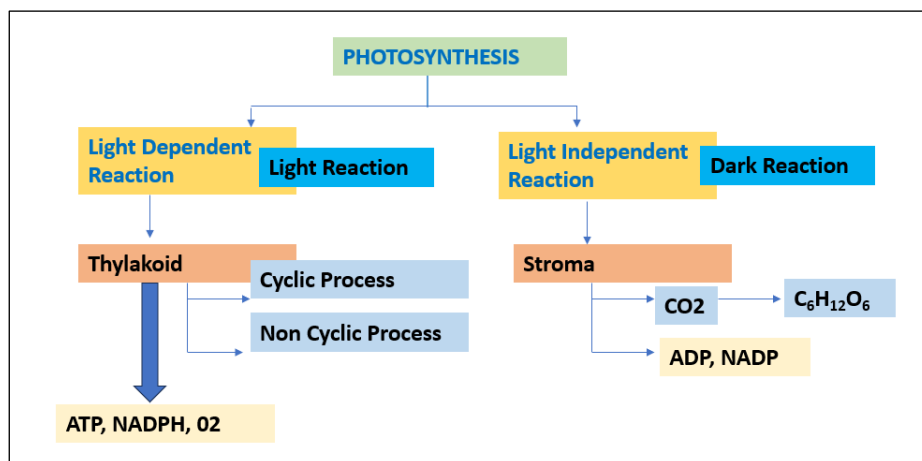 PHOTOSYNTHESIS
Light Dependent
Reaction
Light Reaction
Light Independent
Reaction
Dark Reaction
Thylakoid
Cyclic Process
Non Cyclic Process
ATP, NADPH, 02
Stroma
CO2
C₆H₁₂O₆
ADP, NADP